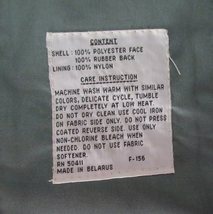 CONTENT
SHELL: 100% POLYESTER FACE
100% RUBBER BACK
LINING: 100% NYLON
CARE INSTRUCTION
MACHINE WASH WARM WITH SIMILAR
COLORS, DELICATE CYCLE, TUMBLE
DRY COMPLETELY AT LOW HEAT.
DO NOT DRY CLEAN USE COOL IRON
ON FABRIC SIDE ONLY. DO NOT PRESS
COATED REVERSE SIDE. USE ONLY
NON-CHLORINE BLEACH WHEN
NEEDED. DO NOT USE FABRIC
SOFTENER.
RN 50411 F-156
MADE IN BELARUS